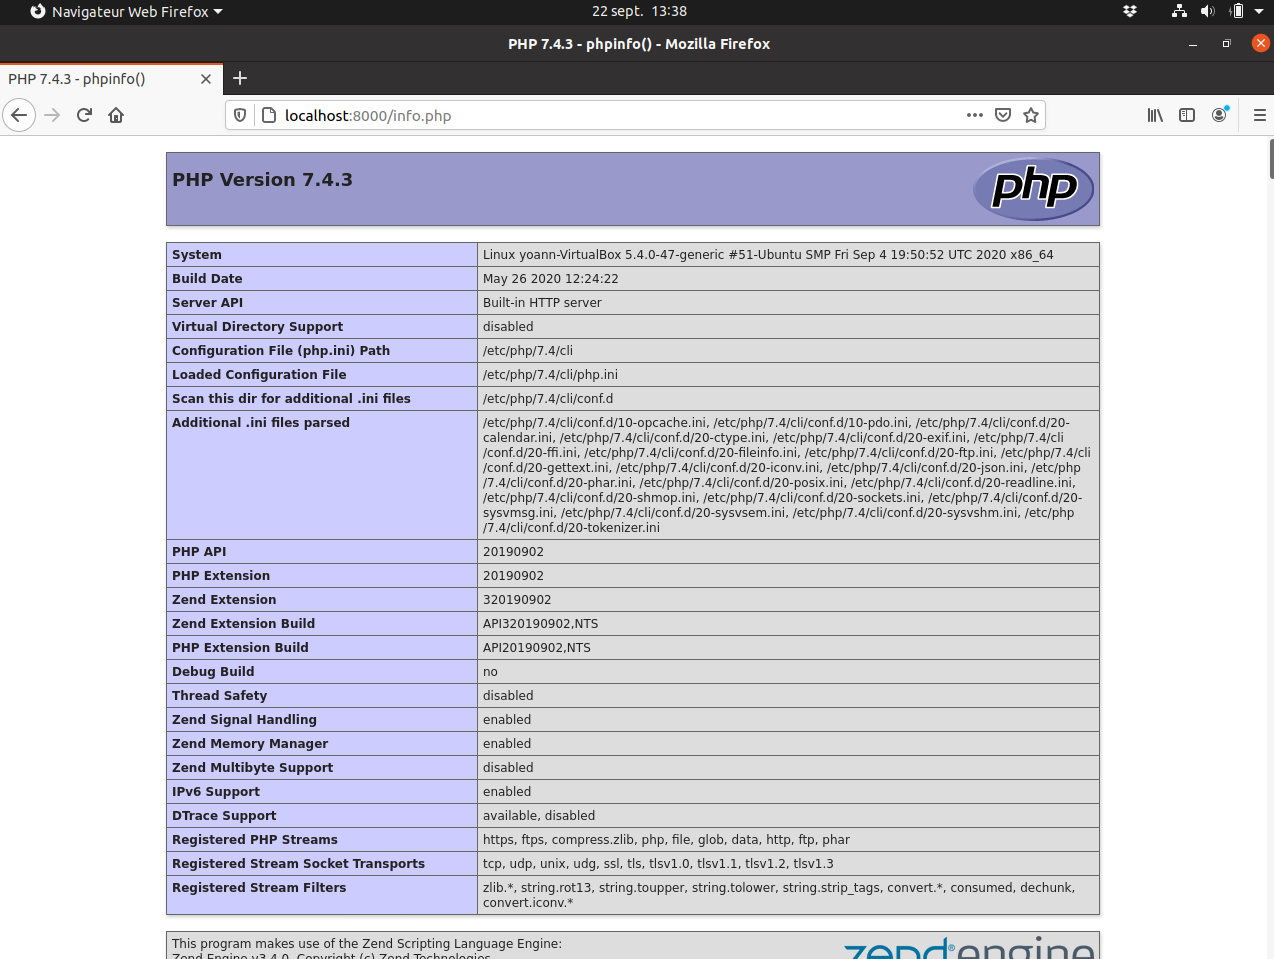 Navigateur Web Firefox
22 sept. 13:38
PHP 7.4.3 - phpinfo() - Mozilla Firefox
PHP 7.4.3 - phpinfo()
localhost:8000/info.php
PHP Version 7.4.3
php
System Linux yoann-VirtualBox 5.4.0-47-generic #51-Ubuntu SMP Fri Sep 4 19:50:52 UTC 2020 x86_64
Build Date May 26 2020 12:24:22
Server API Built-in HTTP server
Virtual Directory Support disabled
Configuration File (php.ini) Path /etc/php/7.4/cli
Loaded Configuration File /etc/php/7.4/cli/php.ini
Scan this dir for additional .ini files /etc/php/7.4/cli/conf.d
Additional .ini files parsed /etc/php/7.4/cli/conf.d/10-opcache.ini, /etc/php/7.4/cli/conf.d/10-pdo.ini, /etc/php/7.4/cli/conf.d/20-
calendar.ini, /etc/php/7.4/cli/conf.d/20-ctype.ini, /etc/php/7.4/cli/conf.d/20-exif.ini, /etc/php/7.4/cli
/conf.d/20-ffi.ini, /etc/php/7.4/cli/conf.d/20-fileinfo.ini, /etc/php/7.4/cli/conf.d/20-ftp.ini, /etc/php/7.4/cli
/conf.d/20-gettext.ini, /etc/php/7.4/cli/conf.d/20-iconv.ini, /etc/php/7.4/cli/conf.d/20-json.ini, /etc/php
/7.4/cli/conf.d/20-phar.ini, /etc/php/7.4/cli/conf.d/20-posix.ini, /etc/php/7.4/cli/conf.d/20-readline.ini,
/etc/php/7.4/cli/conf.d/20-shmop.ini, /etc/php/7.4/cli/conf.d/20-sockets.ini, /etc/php/7.4/cli/conf.d/20-
sysvmsg.ini, /etc/php/7.4/cli/conf.d/20-sysvsem.ini, /etc/php/7.4/cli/conf.d/20-sysvshm.ini, /etc/php
/7.4/cli/conf.d/20-tokenizer.ini
PHP API 20190902
PHP Extension 20190902
Zend Extension 320190902
Zend Extension Build API320190902,NTS
PHP Extension Build API20190902,NTS
Debug Build no
Thread Safety disabled
Zend Signal Handling enabled
Zend Memory Manager enabled
Zend Multibyte Support disabled
IPv6 Support enabled
DTrace Support available, disabled
Registered PHP Streams https, ftps, compress.zlib, php, file, glob, data, http, ftp, phar
Registered Stream Socket Transports tcp, udp, unix, udg, ssl, tls, tlsv1.0, tlsv1.1, tlsv1.2, tlsv1.3
Registered Stream Filters zlib.*, string.rot13, string.toupper, string.tolower, string.strip_tags, convert.*, consumed, dechunk,
convert.iconv.*
This program makes use of the Zend Scripting Language Engine:
Zend Engine v3.4.0, Copyright (c) Zend Technologies
zend® engine